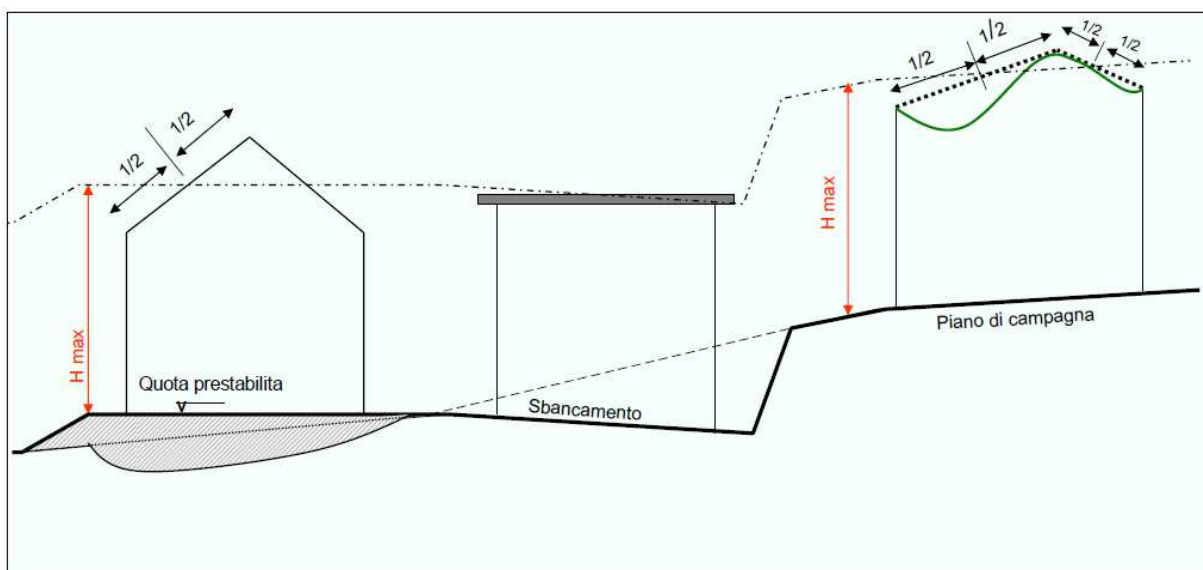 1/2
1/2
H max
Quota prestabilita
Sbancamento
1/2
1/2
1/2
1/2
H max
Piano di campagna